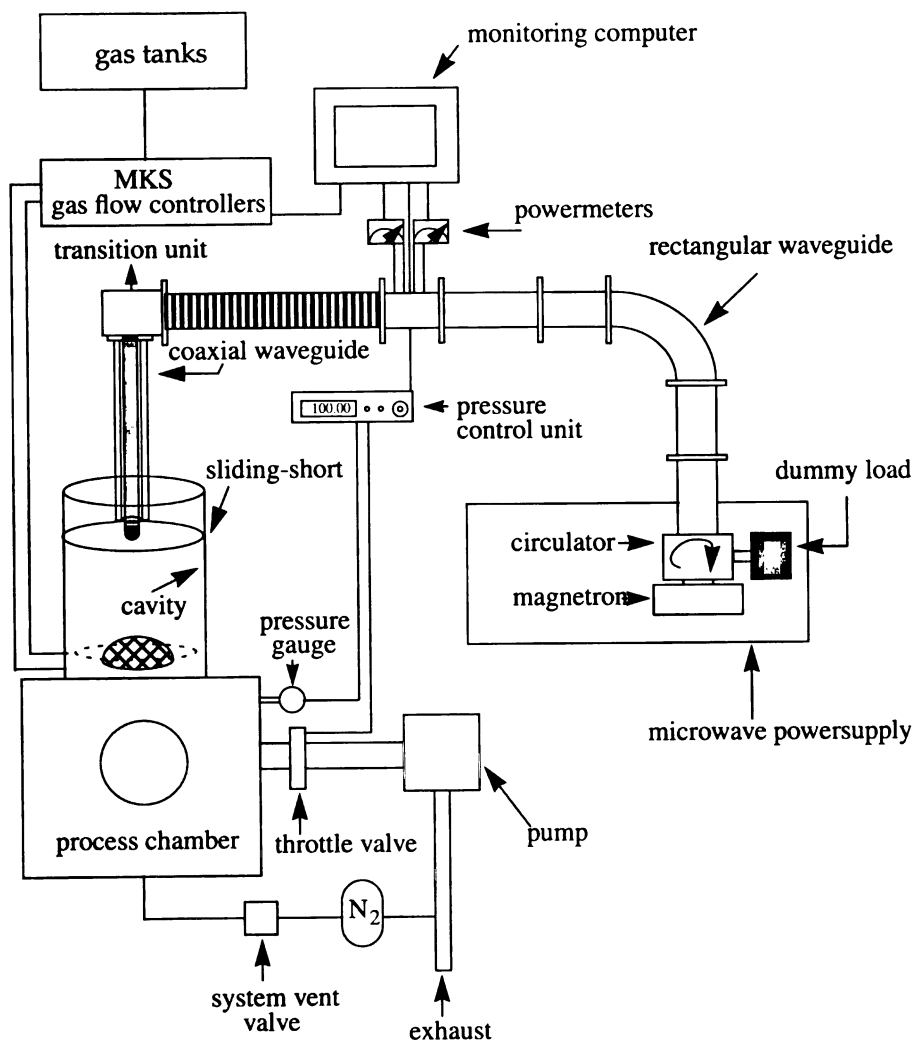 monitoring computer
gas tanks
MKS
gas flow controllers
powermeters
transition unit
rectangular waveguide
coaxial waveguide
100.00
pressure
control unit
sliding-short
dummy load
circulator
cavity
magnetron
pressure
gauge
microwave powersupply
process chamber
throttle valve
pump
N2
system vent
valve
exhaust